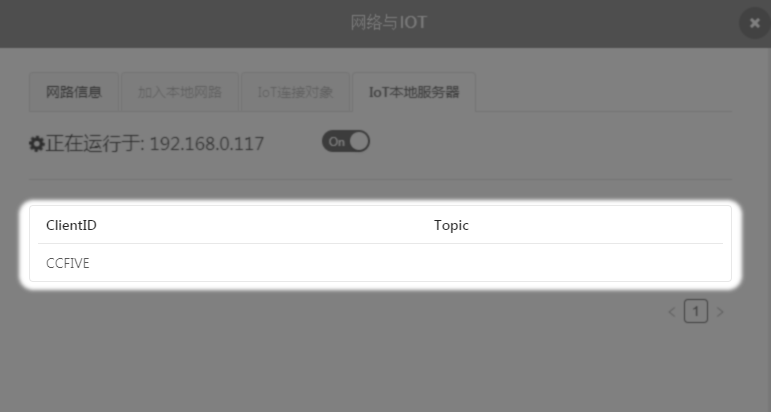 网络与IOT
网路信息 加入本地网路 IoT连接对象 IoT本地服务器
正在运行于: 192.168.0.117 On
ClientID Topic
CCFIVE
< 1 >